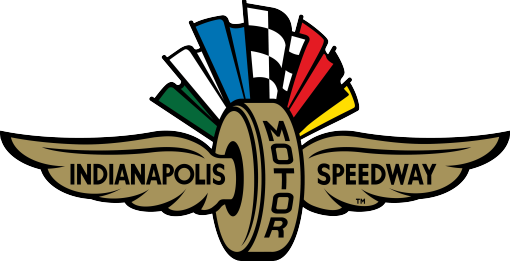 INDIANAPOLIS
MOTOR
SPEEDWAY
TM